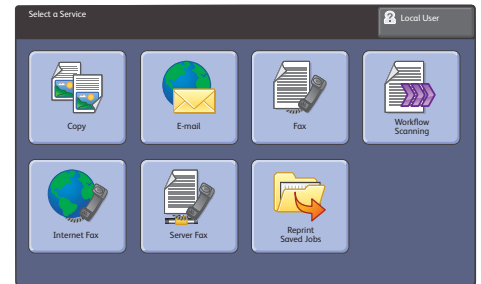 Select a Service
Local User
Copy
E-mail
Fax
Workflow
Scanning
Internet Fax
Server Fax
Reprint
Saved Jobs